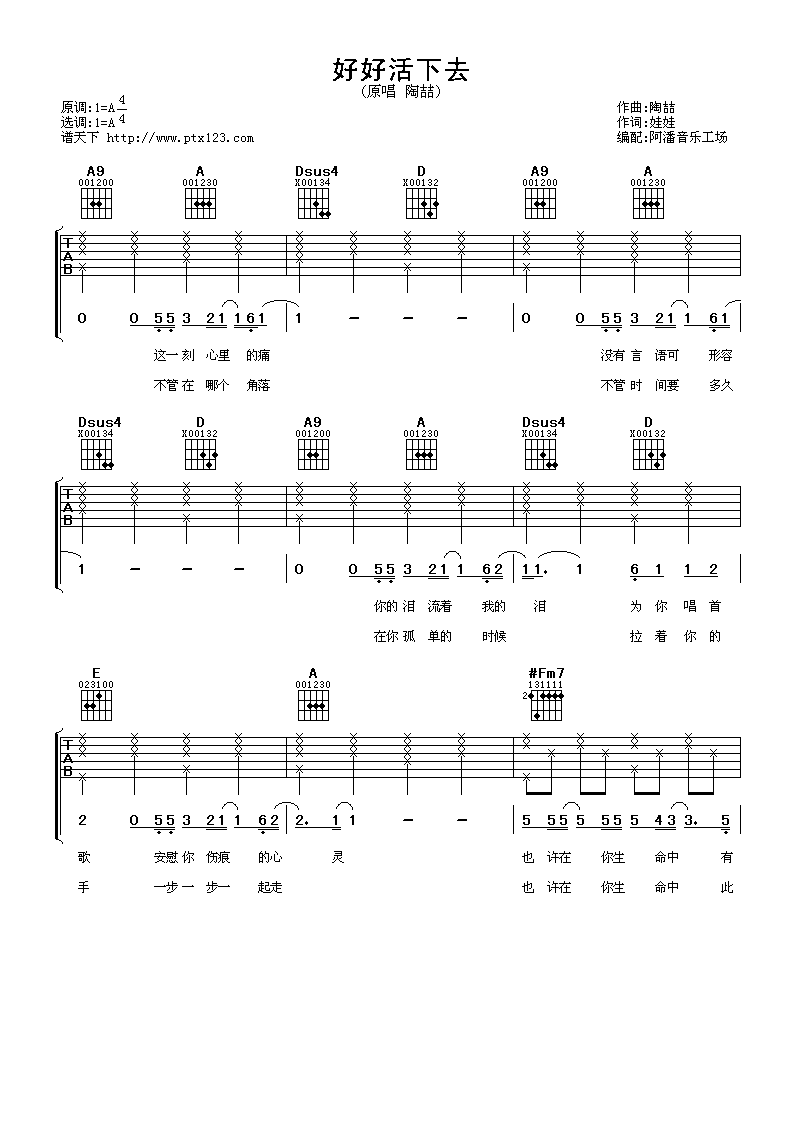 好好活下去
(原唱 陶喆)
原调:1=A 4/4
作曲:陶喆
选调:1=A
作词:娃娃
谱天下 http://www.ptx123.com
编配:阿潘音乐工场
A9 A Dsus4 D A9 A
001200 001230 X00134 X00132 001200 001230
T
A
B
0 0 55 3 21 161 1 - - - 0 0 55 3 21 1 61
这一刻 心里 的痛 没有言 语可 形容
不管在 哪个 角落 不管时 间要 多久
Dsus4 D A9 A Dsus4 D
X00134 X00132 001200 001230 X00134 X00132
T
A
B
1 - - - 0 0 55 3 21 1 62 11. 1 6 1 1 2
你的泪 流着 我的 泪 为 你 唱 首
在你孤 单的 时候 拉 着 你 的
E A #Fm7
023100 001230 2 131111
T
A
B
2 0 55 3 21 1 62 2. 1 1 - - 5 55 5 55 5 43 3. 5
歌 安慰你 伤痕 的心 灵 也 许在 你生 命中 有
手 一步一 步一 起走 也 许在 你生 命中 此